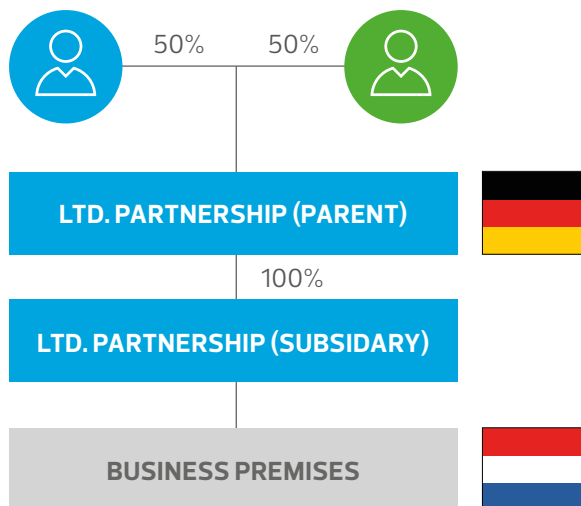 50% 50%
LTD. PARTNERSHIP (PARENT)
100%
LTD. PARTNERSHIP (SUBSIDARY)
BUSINESS PREMISES